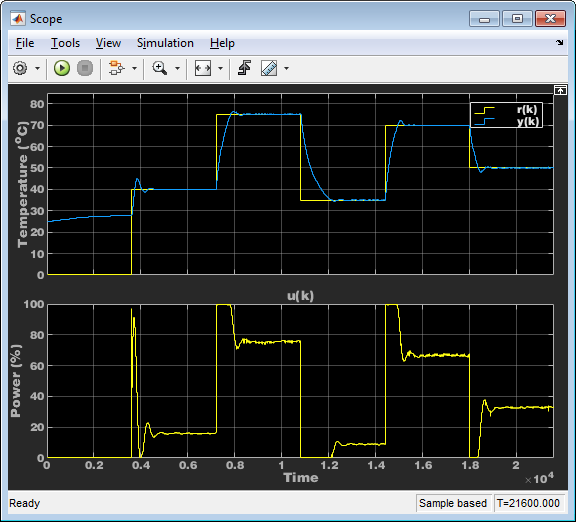 Scope
File Tools View Simulation Help
r(k)
y(k)
80
70
60
50
40
30
20
10
0
Temperature (°C)
u(k)
100
80
60
40
20
0
Power (%)
0 0.2 0.4 0.6 0.8 1 1.2 1.4 1.6 1.8 2
Time
×10⁴
Ready Sample based T=21600.000